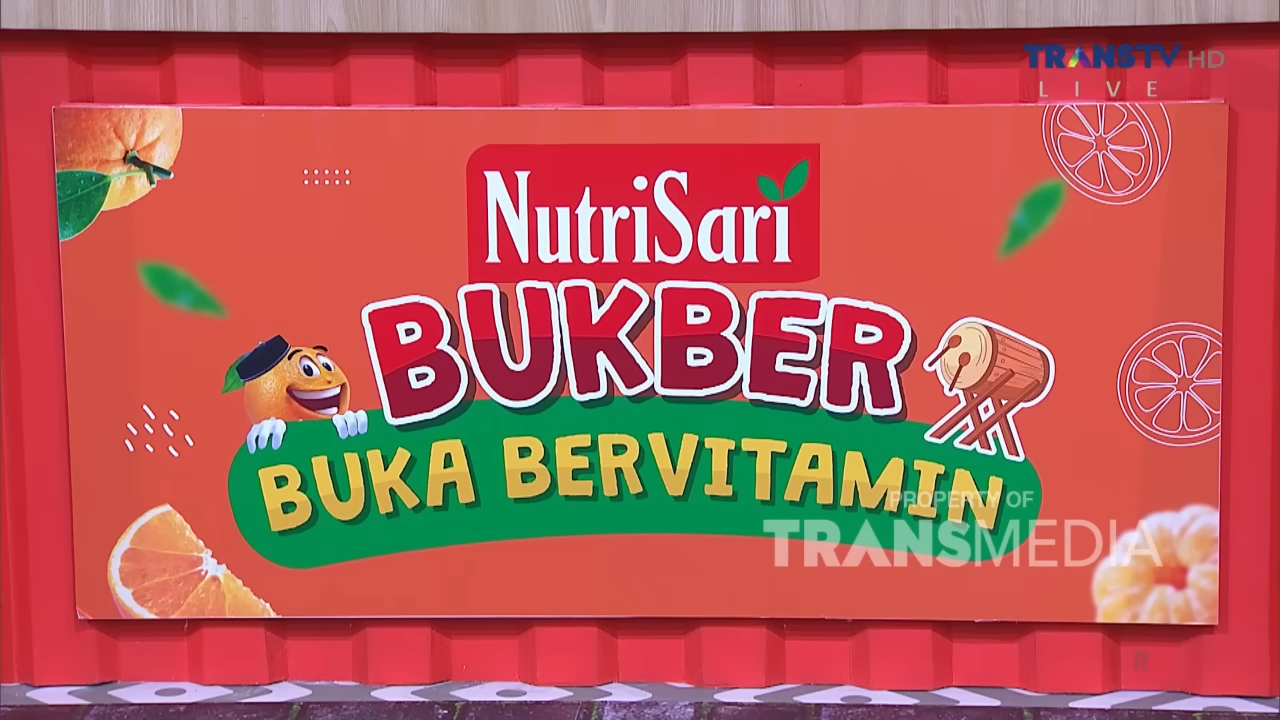 TRANSTV HD
LIVE
NutriSari
BUKBER
BUKA BERVITAMIN
PROPERTY OF
TRANSMEDIA
R